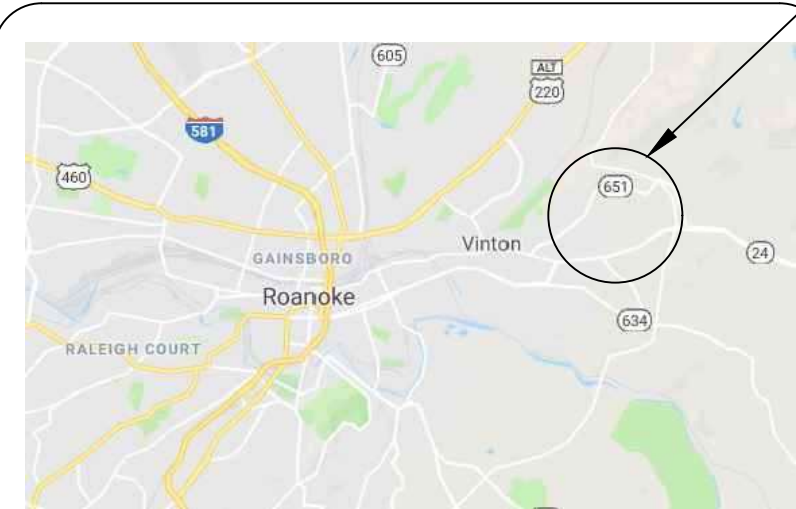 605
ALT
220
581
460
651
Vinton
24
GAINSBORO
Roanoke
634
RALEIGH COURT